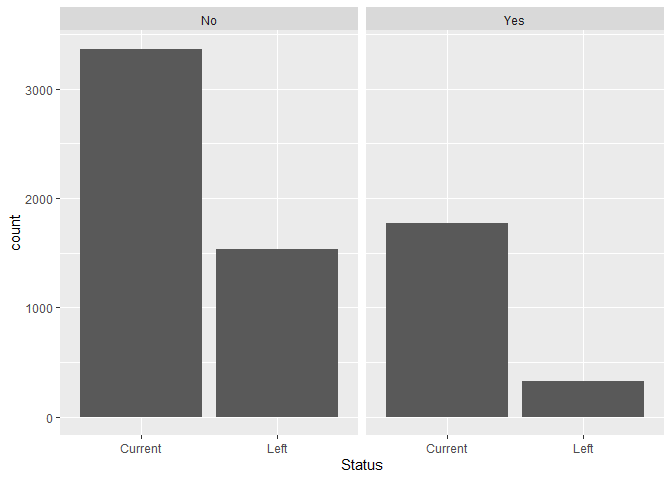 No
Yes
count
3000
2000
1000
0
Current
Left
Current
Left
Status